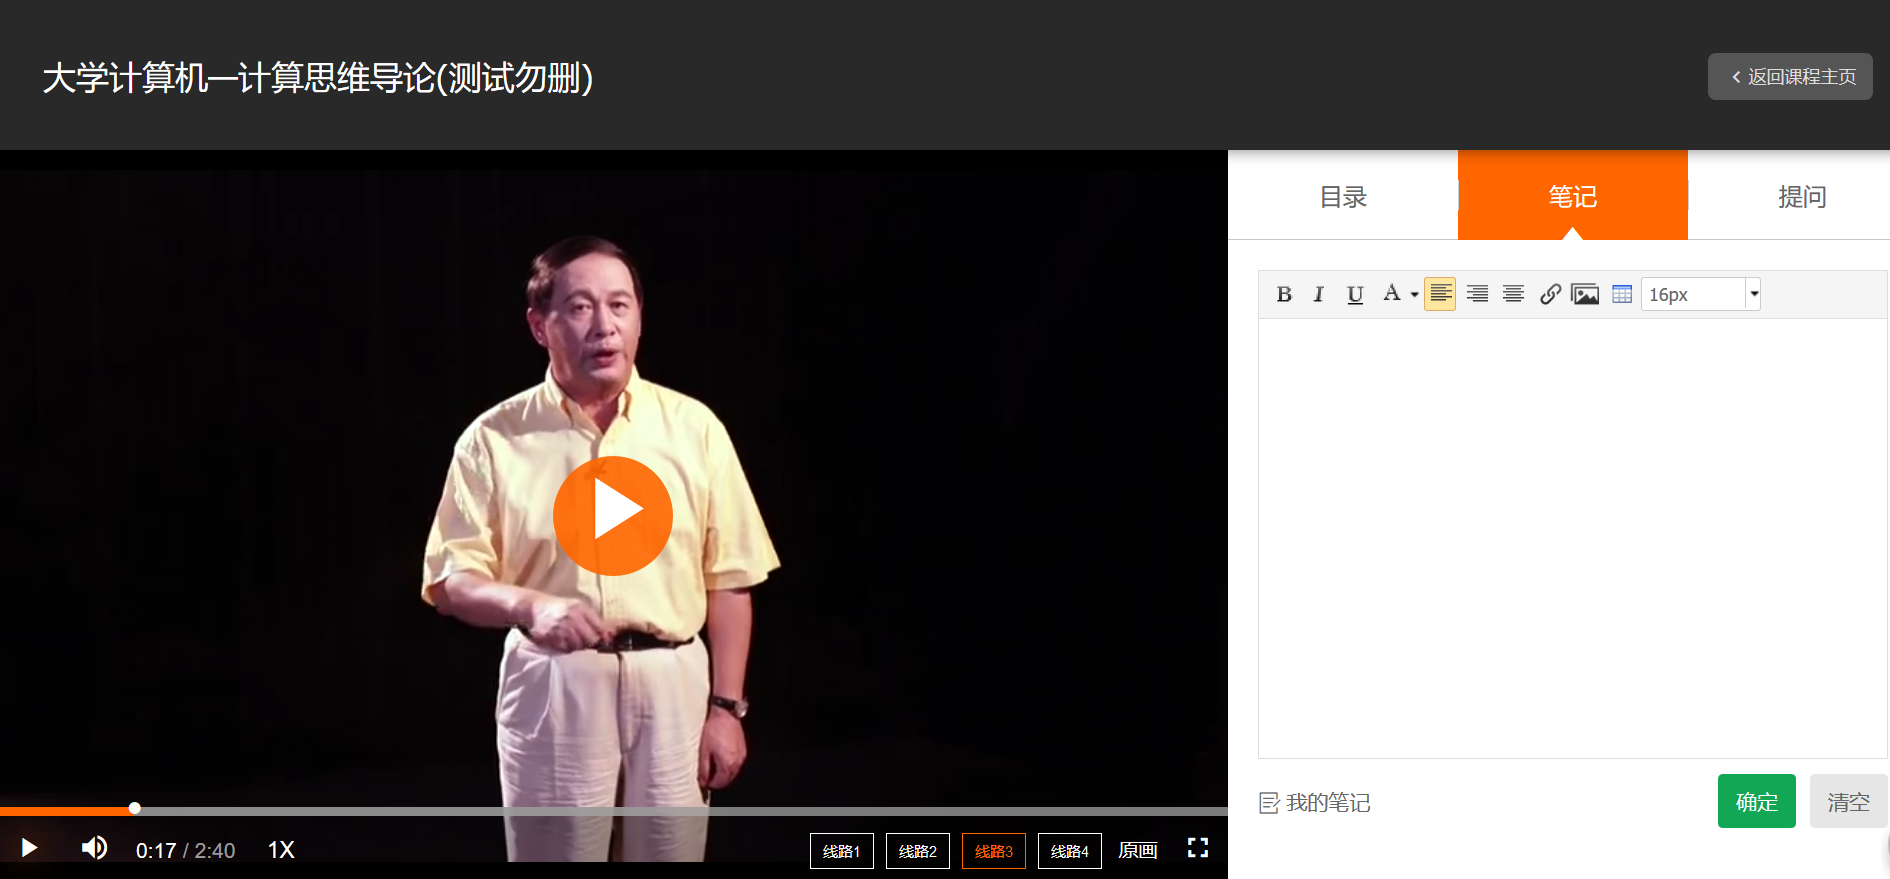 大学计算机—计算思维导论(测试勿删)
返回课程主页
目录 笔记 提问
B I U A 16px
我的笔记
确定 清空
0:17 / 2:40 1X
线路1 线路2 线路3 线路4 原画